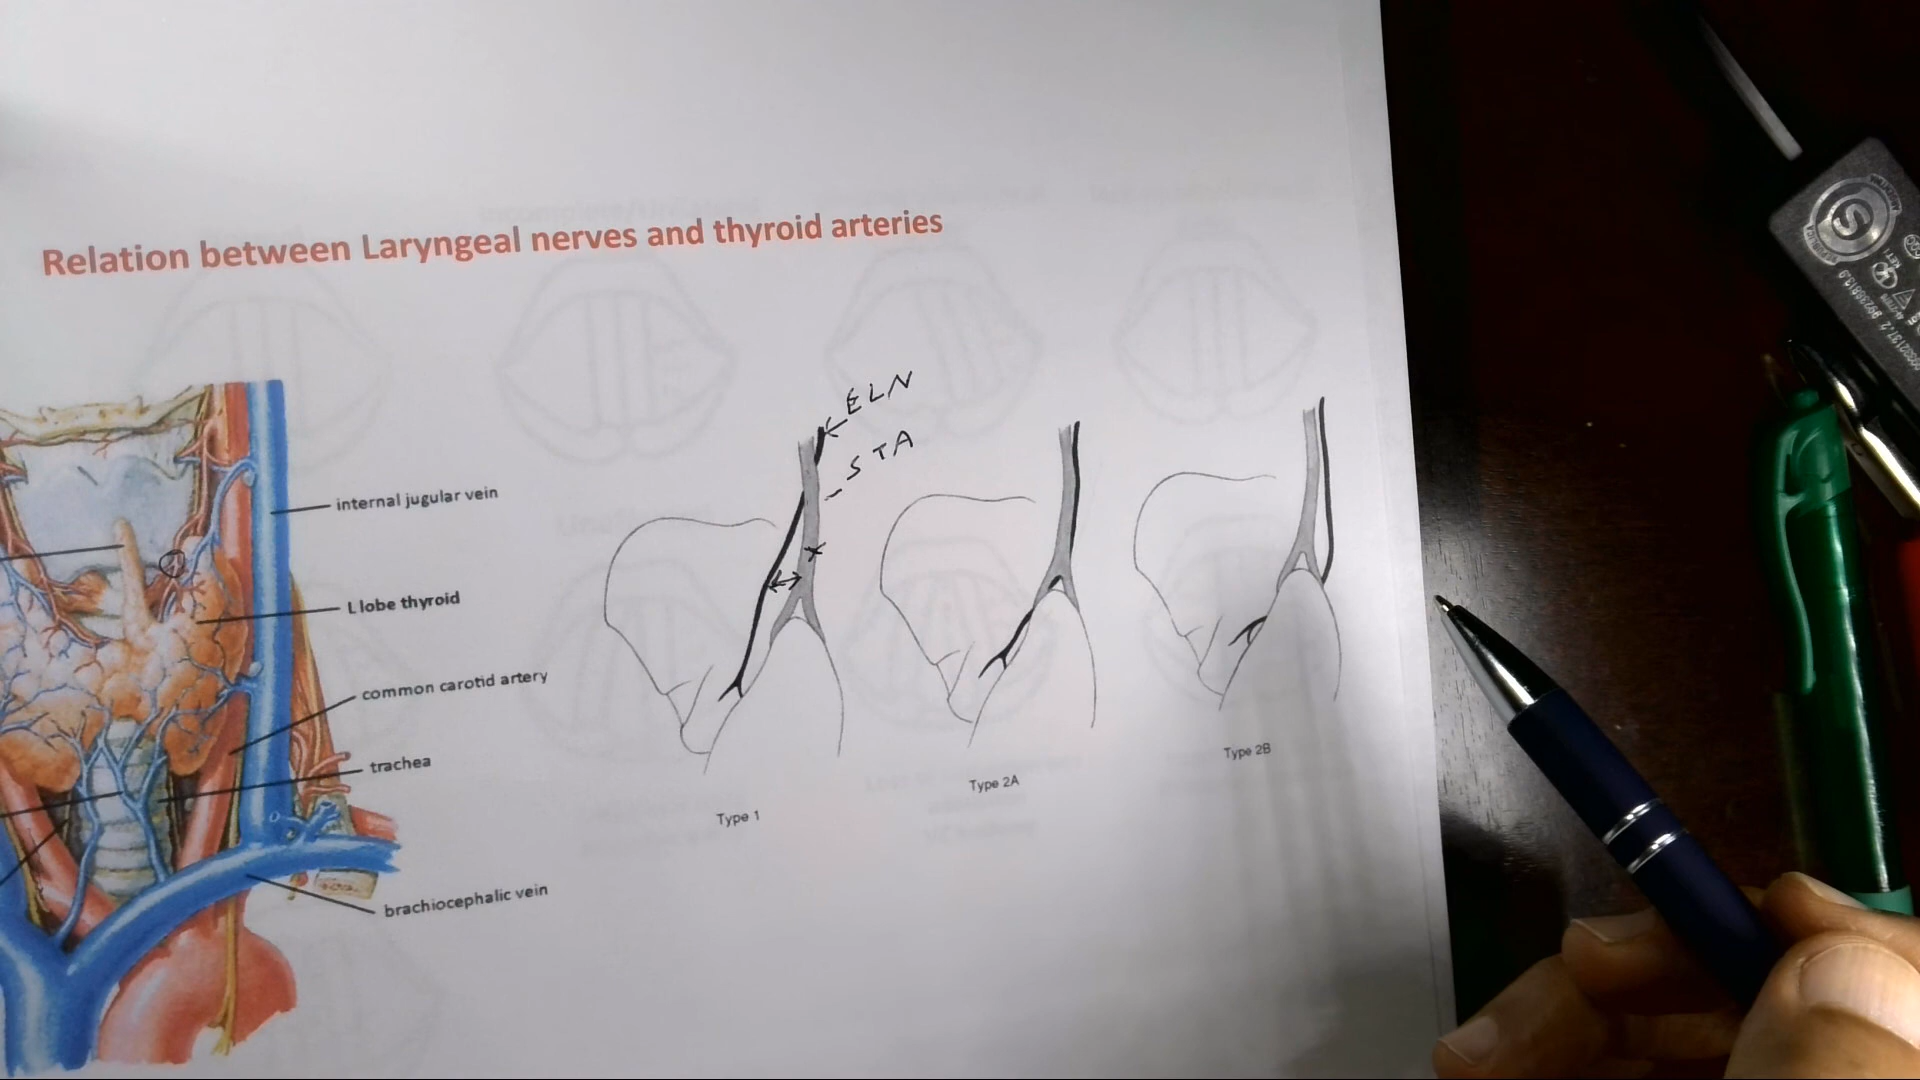 Relation between Laryngeal nerves and thyroid arteries
ELN
STA
internal jugular vein
L lobe thyroid
common carotid artery
trachea
brachiocephalic vein
Type 1
Type 2A
Type 2B